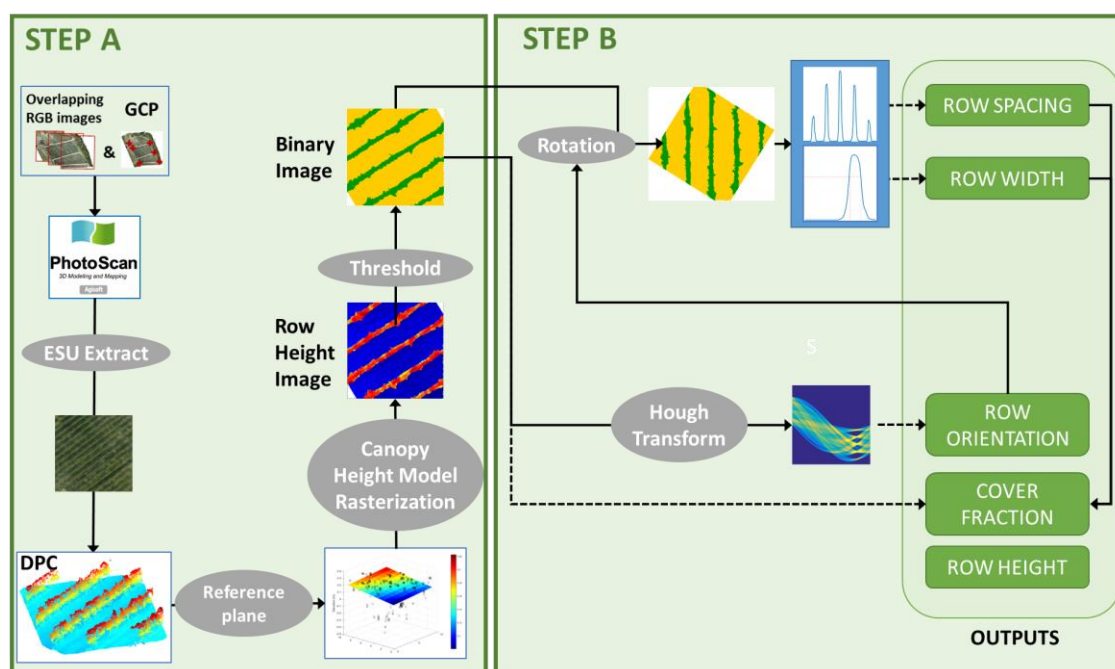 STEP A
Overlapping
RGB images
GCP
&
PhotoScan
3D Modeling and Mapping
Agisoft
ESU Extract
DPC
Reference
plane
Canopy
Height Model
Rasterization
Row
Height
Image
Threshold
Binary
Image
STEP B
Rotation
Hough
Transform
S
ROW SPACING
ROW WIDTH
ROW
ORIENTATION
COVER
FRACTION
ROW HEIGHT
OUTPUTS